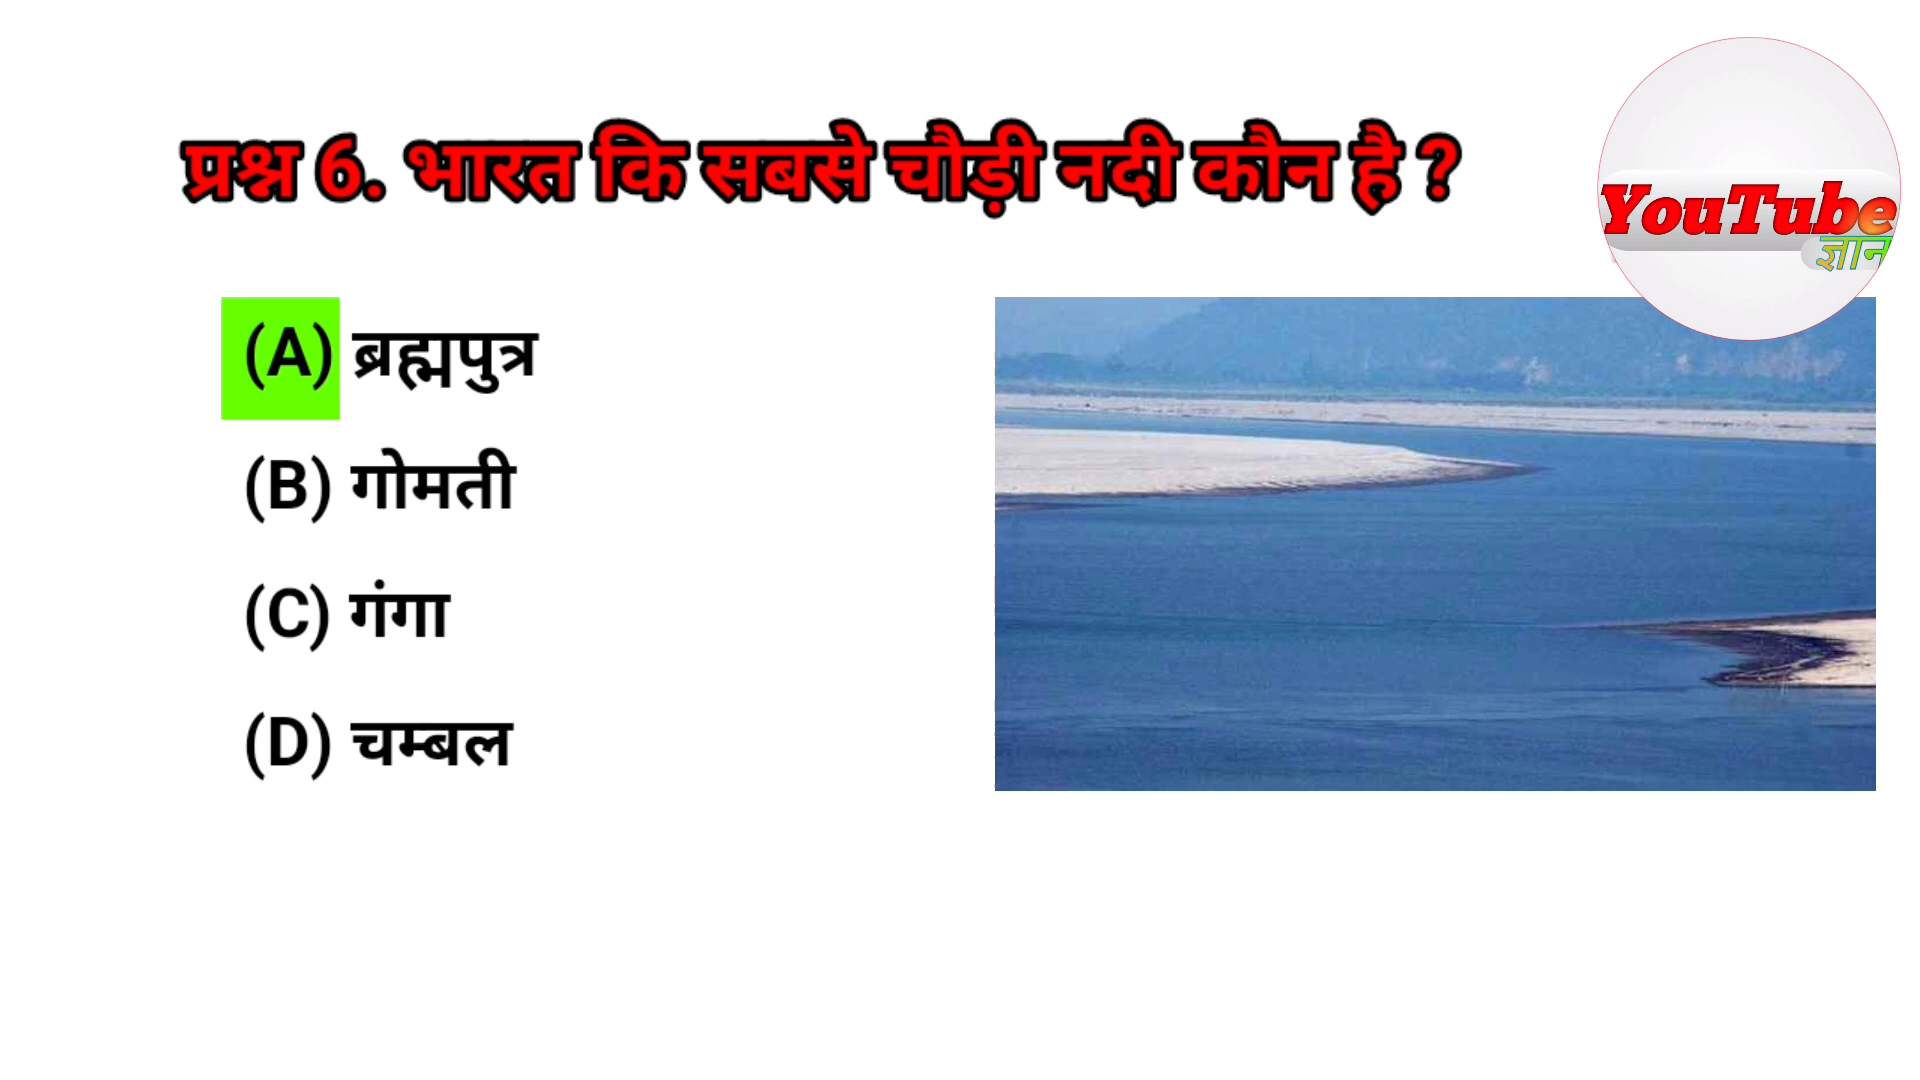 प्रश्न 6. भारत कि सबसे चौड़ी नदी कौन है ?
YouTube
ज्ञान
(A) ब्रह्मपुत्र
(B) गोमती
(C) गंगा
(D) चम्बल